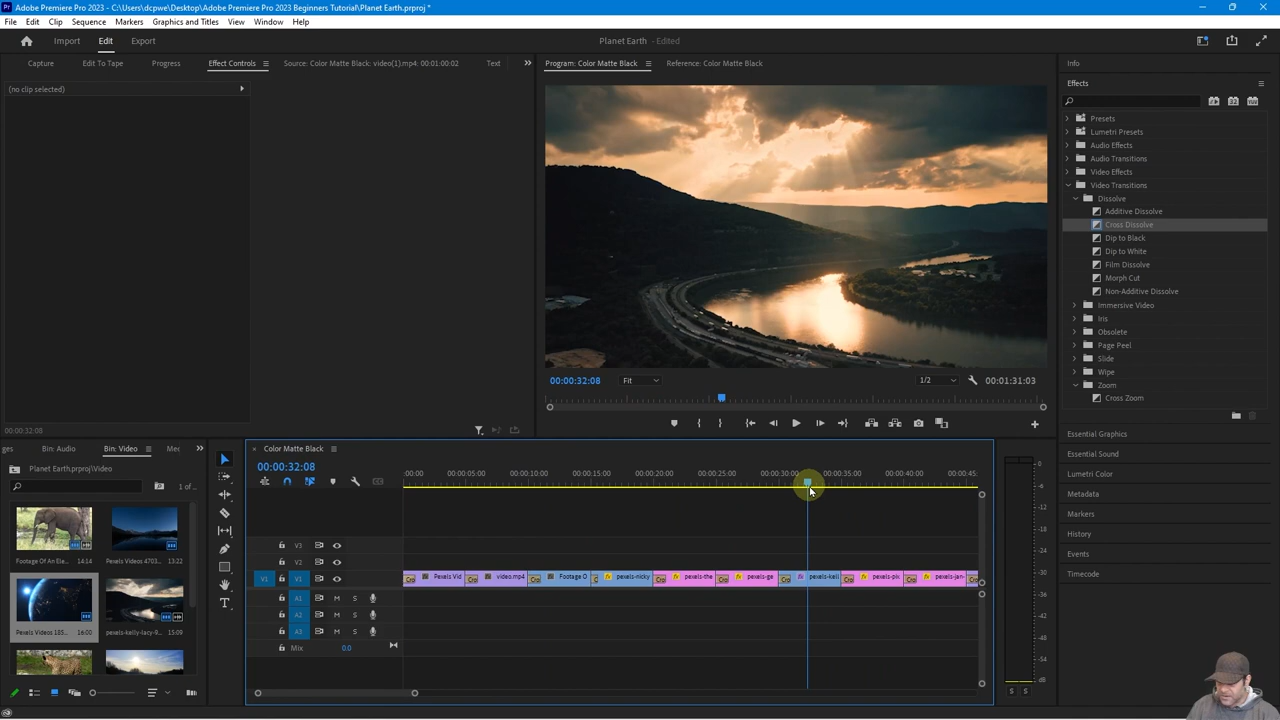 Adobe Premiere Pro 2023 - C:\Users\dcpwe\Desktop\Adobe Premiere Pro 2023 Beginners Tutorial\Planet Earth.prproj *
File Edit Clip Sequence Markers Graphics and Titles View Window Help
Import Edit Export
Planet Earth - Edited
Capture Edit To Tape Progress Effect Controls Source: Color Matte Black: video(1).mp4: 00:01:00:02 Text
(no clip selected)
00:00:32:08
Program: Color Matte Black Reference: Color Matte Black
00:00:32:08 Fit 1/2 00:01:31:03
Info
Effects
Presets
Lumetri Presets
Audio Effects
Audio Transitions
Video Effects
Video Transitions
Dissolve
Additive Dissolve
Cross Dissolve
Dip to Black
Dip to White
Film Dissolve
Morph Cut
Non-Additive Dissolve
Immersive Video
Iris
Obsolete
Page Peel
Slide
Wipe
Zoom
Cross Zoom
Essential Graphics
Essential Sound
Lumetri Color
Metadata
Markers
History
Events
Timecode
ges Bin: Audio Bin: Video Me
Planet Earth.prproj\Video
1 of...
Footage Of An Ele... 14:14
Pexels Videos 4703... 13:22
Pexels Videos 185... 16:00
pexels-kelly-lacy-9... 15:09
Color Matte Black
00:00:32:08
:00:00 00:00:05:00 00:00:10:00 00:00:15:00 00:00:20:00 00:00:25:00 00:00:30:00 00:00:35:00 00:00:40:00 00:00:45:
V3
V2
V1 V1 Pexels Vid video.mp4 Footage O pexels-nicky pexels-the pexels-ge pexels-kell pexels-pix pexels-jan-
A1 M S
A2 M S
A3 M S
Mix 0.0
0
-6
-12
-18
-24
-30
-36
-42
-48
-54
dB
S S